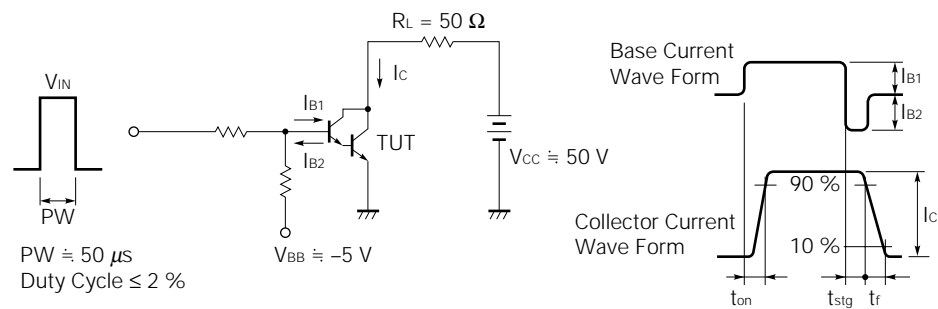 VIN
PW
PW ≒ 50 μs
Duty Cycle ≤ 2 %
IB1
IB2
VBB ≒ −5 V
TUT
IC
RL = 50 Ω
VCC ≒ 50 V
Base Current
Wave Form
IB1
IB2
Collector Current
Wave Form
90 %
10 %
IC
ton
tstg
tf